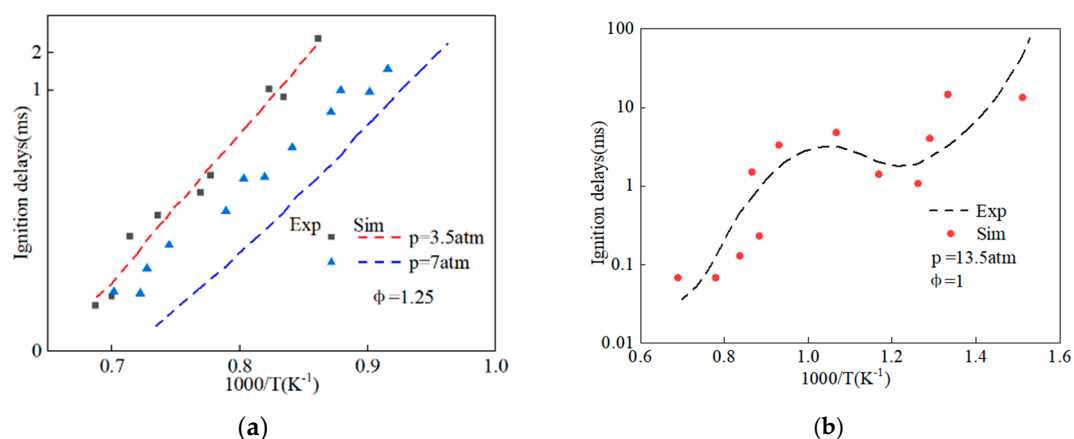 Ignition delays(ms)
2
1
0
Exp Sim
p=3.5atm
p=7atm
ϕ=1.25
0.7 0.8 0.9 1.0
1000/T(K⁻¹)
(a)
Ignition delays(ms)
100
10
1
0.1
0.01
Exp
Sim
p=13.5atm
ϕ=1
0.6 0.8 1.0 1.2 1.4 1.6
1000/T(K⁻¹)
(b)